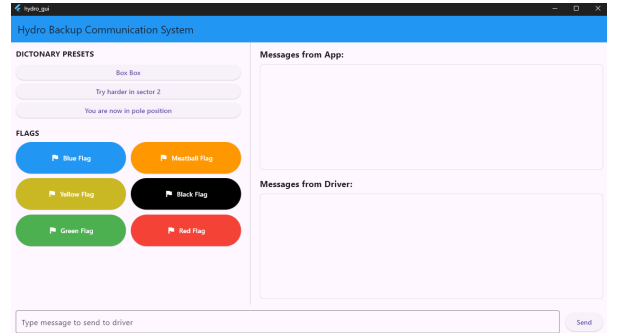 hydro_gui
Hydro Backup Communication System
DICTONARY PRESETS
Box Box
Try harder in sector 2
You are now in pole position
FLAGS
Blue Flag
Meatball Flag
Yellow Flag
Black Flag
Green Flag
Red Flag
Messages from App:
Messages from Driver:
Type message to send to driver
Send